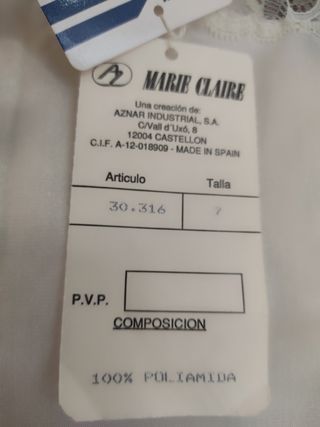 AZ MARIE CLAIRE
Una creación de:
AZNAR INDUSTRIAL, S.A.
C/Vall d'Uxó, 8
12004 CASTELLON
C.I.F. A-12-018909 - MADE IN SPAIN
Articulo Talla
30.316 7
P.V.P.
COMPOSICION
100% POLIAMIDA